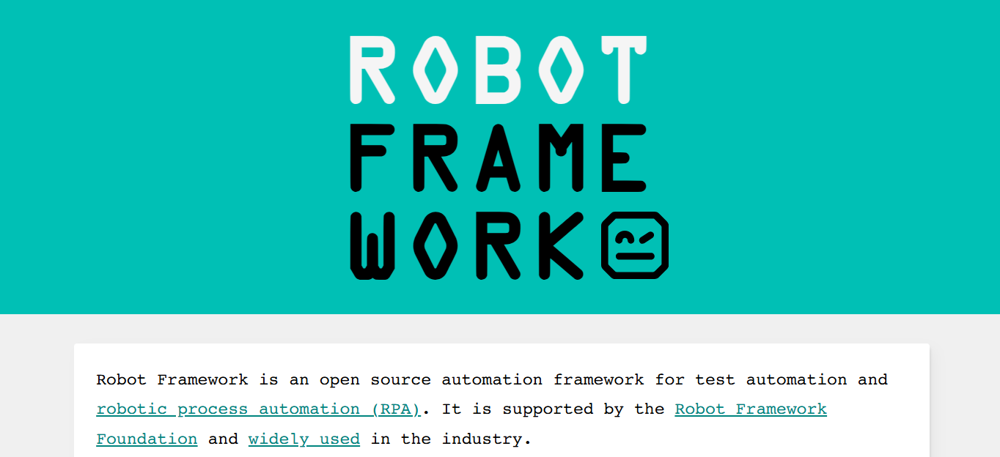 ROBOT
FRAME
WORK
Robot Framework is an open source automation framework for test automation and
robotic process automation (RPA). It is supported by the Robot Framework
Foundation and widely used in the industry.